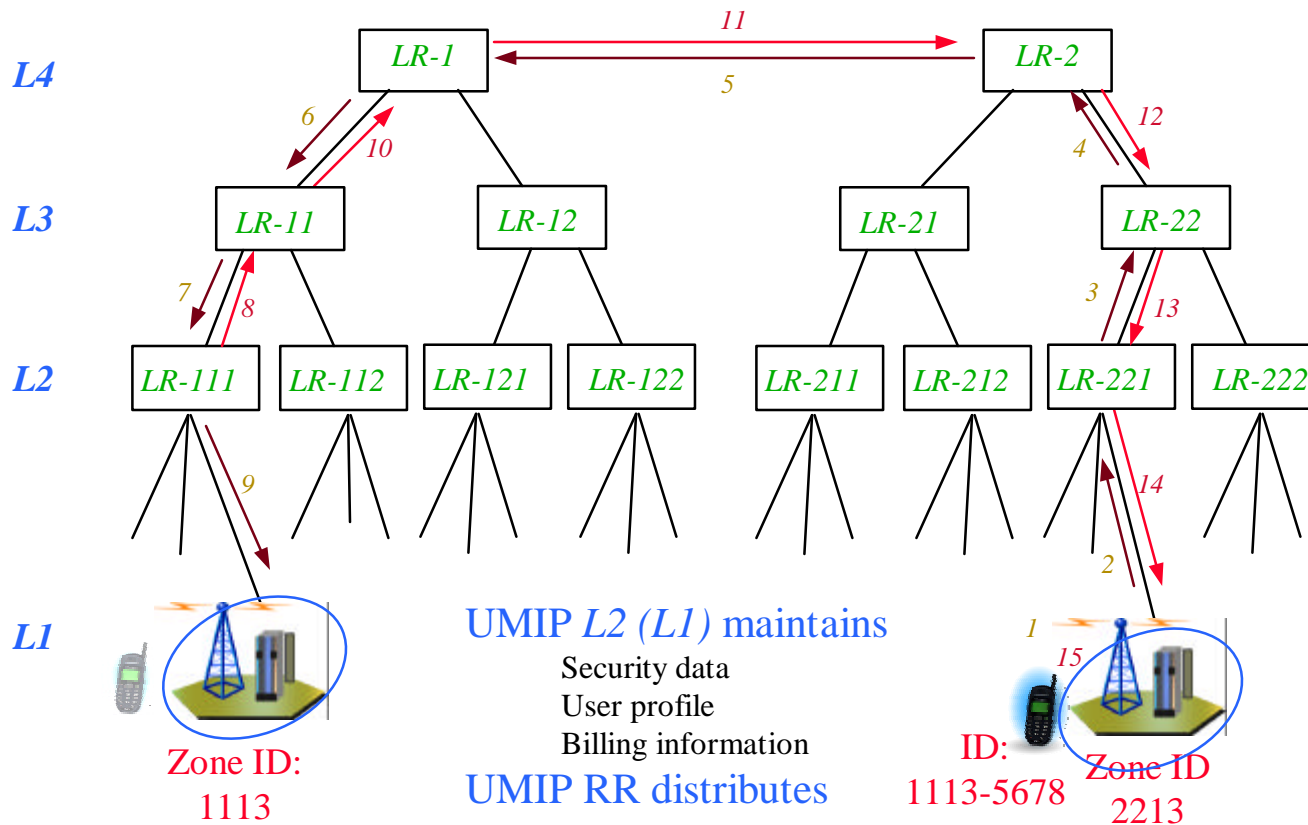 11
L4
LR-1
LR-2
5
6
10
12
4
L3
LR-11
LR-12
LR-21
LR-22
7
8
3
13
L2
LR-111
LR-112
LR-121
LR-122
LR-211
LR-212
LR-221
LR-222
9
14
2
L1
UMIP L2 (L1) maintains
Security data
User profile
Billing information
UMIP RR distributes
1
15
Zone ID:
1113
ID:
1113-5678
Zone ID
2213